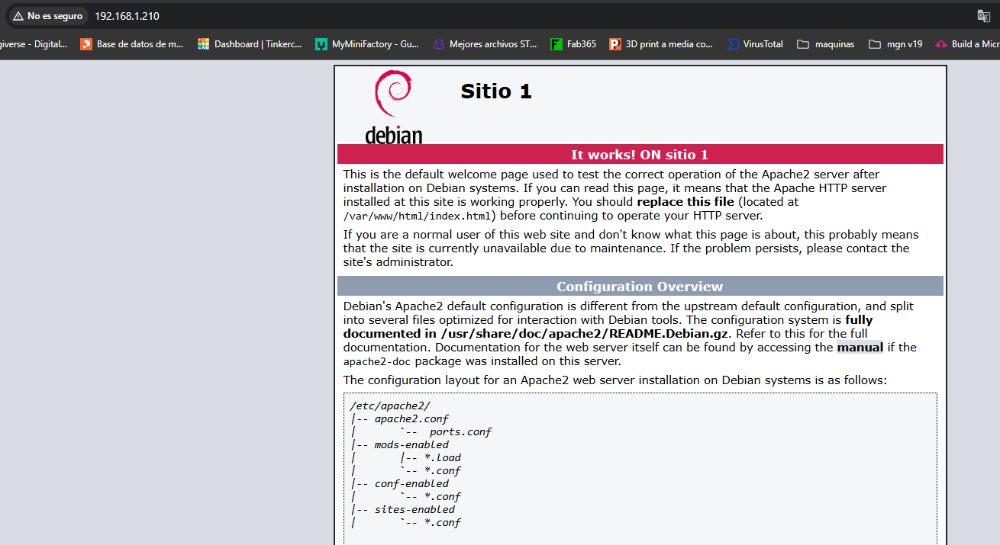 No es seguro 192.168.1.210
giverse - Digital... Base de datos de m... Dashboard | Tinkerc... MyMiniFactory - Gu... Mejores archivos ST... Fab365 3D print a media co... VirusTotal maquinas mgn v19 Build a Micr
Sitio 1
debian
It works! ON sitio 1
This is the default welcome page used to test the correct operation of the Apache2 server after
installation on Debian systems. If you can read this page, it means that the Apache HTTP server
installed at this site is working properly. You should replace this file (located at
/var/www/html/index.html) before continuing to operate your HTTP server.
If you are a normal user of this web site and don't know what this page is about, this probably means
that the site is currently unavailable due to maintenance. If the problem persists, please contact the
site's administrator.
Configuration Overview
Debian's Apache2 default configuration is different from the upstream default configuration, and split
into several files optimized for interaction with Debian tools. The configuration system is fully
documented in /usr/share/doc/apache2/README.Debian.gz. Refer to this for the full
documentation. Documentation for the web server itself can be found by accessing the manual if the
apache2-doc package was installed on this server.
The configuration layout for an Apache2 web server installation on Debian systems is as follows:
/etc/apache2/
|-- apache2.conf
|       `--  ports.conf
|-- mods-enabled
|       |-- *.load
|       `-- *.conf
|-- conf-enabled
|       `-- *.conf
|-- sites-enabled
|       `-- *.conf